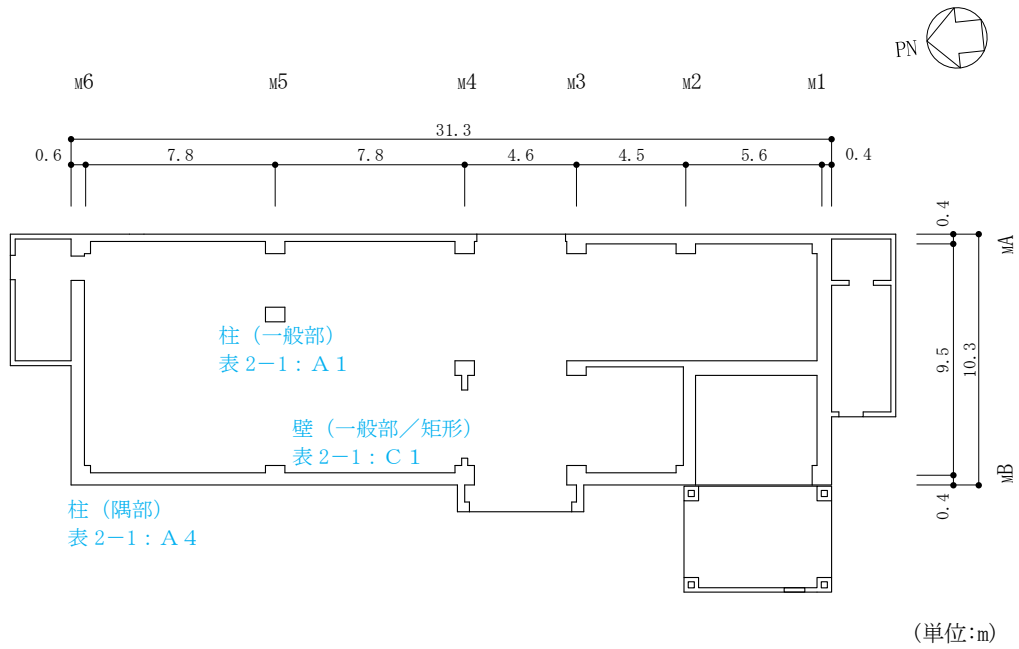 PN
M6 M5 M4 M3 M2 M1
31.3
0.6 7.8 7.8 4.6 4.5 5.6 0.4
0.4
MA
柱（一般部）
表2－1：A1
9.5
10.3
壁（一般部／矩形）
表2－1：C1
MB
0.4
柱（隅部）
表2－1：A4
(単位:m)